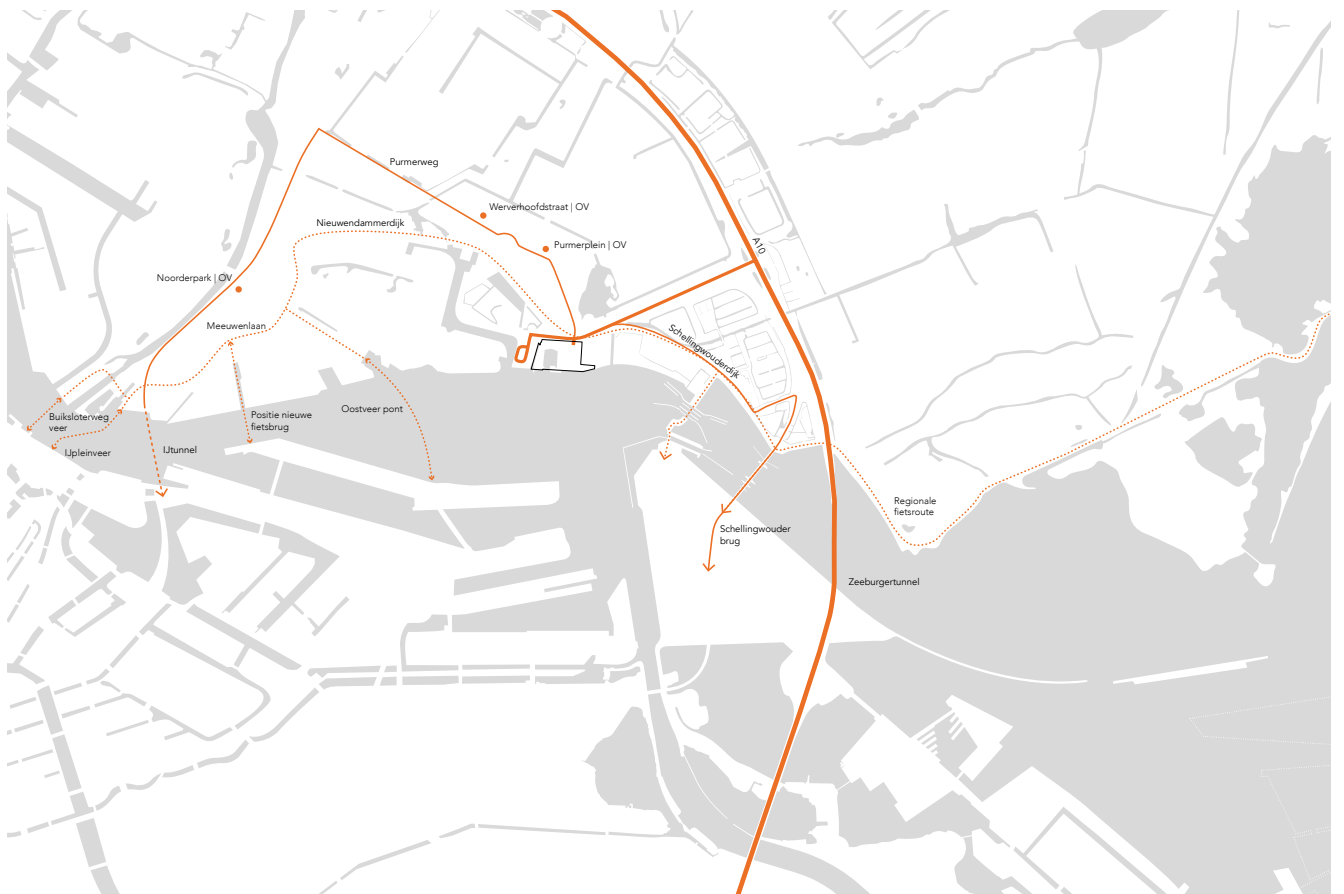 Purmerweg
Werverhoofdstraat | OV
Nieuwendammerdijk
Purmerplein | OV
A10
Noorderpark | OV
Meeuwenlaan
Schellingwouderdijk
Buiksloterweg
veer
Positie nieuwe
fietsbrug
Oostveer pont
IJpleinveer
IJtunnel
Regionale
fietsroute
Schellingwouder
brug
Zeeburgertunnel